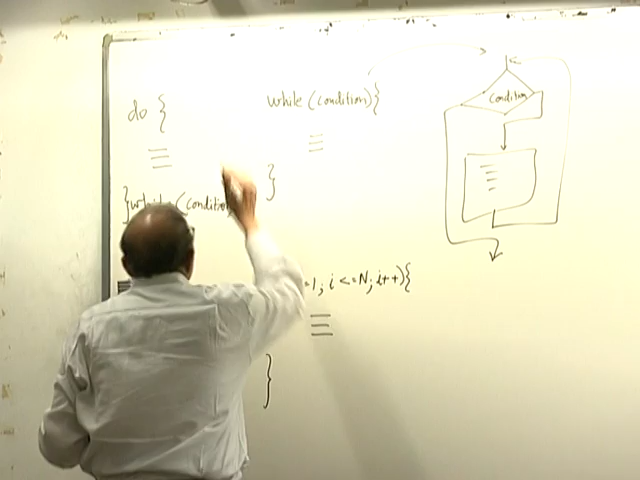 do {
while (condition) {
}
} while (condition
=1; i <= N; i++) {
}
condition